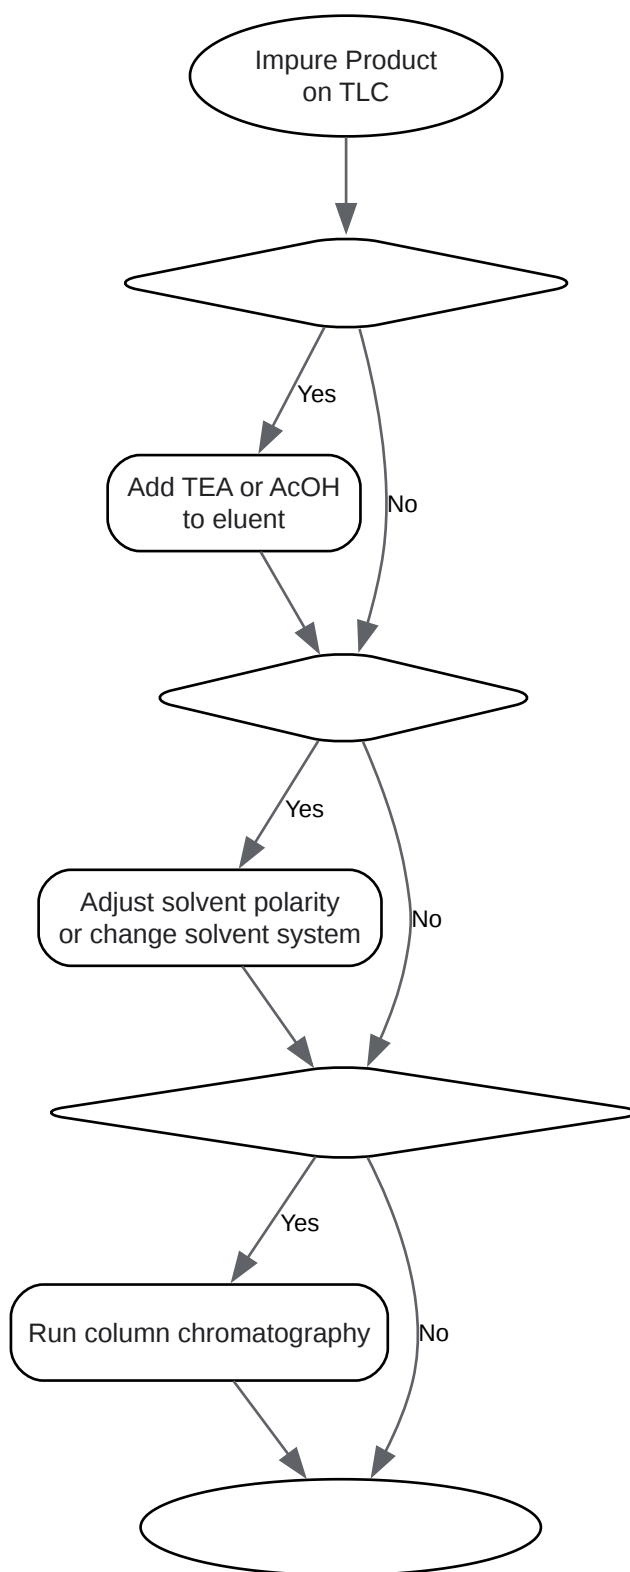 Impure Product
on TLC
Yes
Add TEA or AcOH
to eluent
No
Yes
Adjust solvent polarity
or change solvent system
No
Yes
Run column chromatography
No